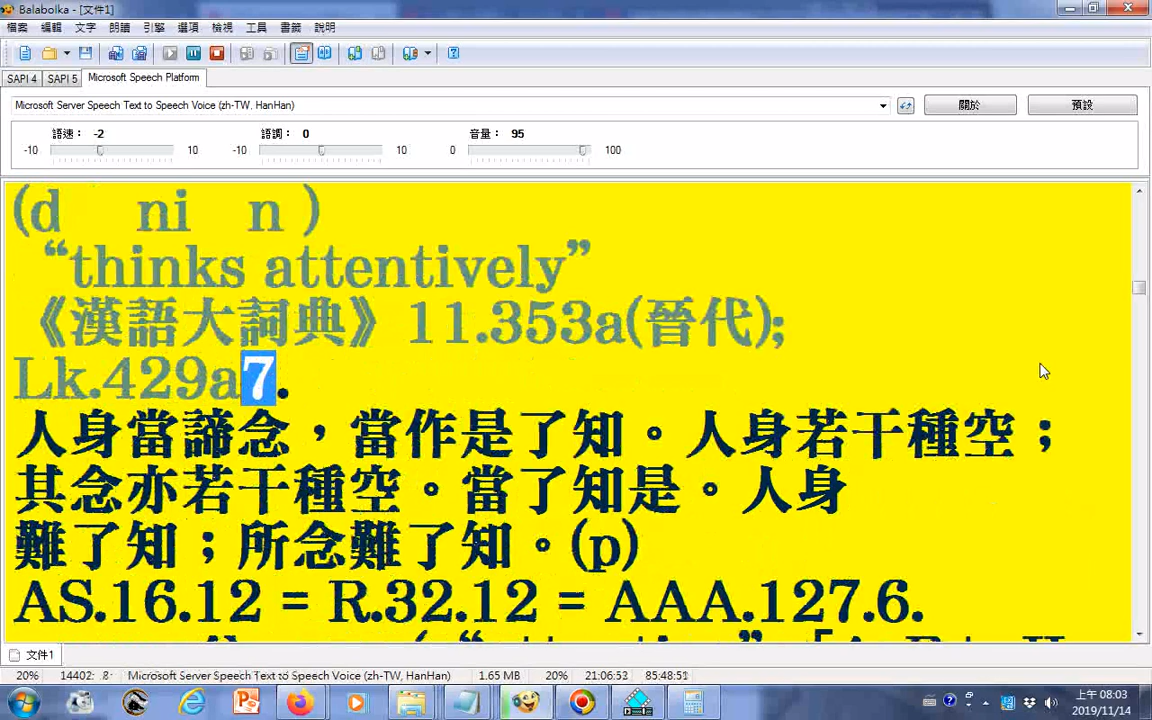 Balabolka - [文件1]
檔案 編輯 文字 朗讀 引擎 選項 檢視 工具 書籤 說明
SAPI 4 SAPI 5 Microsoft Speech Platform
Microsoft Server Speech Text to Speech Voice (zh-TW, HanHan) 關於 預設
語速： -2 語調： 0 音量： 95
-10 10 -10 10 0 100
(d ni n )
“thinks attentively”
《漢語大詞典》 11.353a(晉代);
Lk.429a7.
人身當諦念，當作是了知。人身若干種空；
其念亦若干種空。當了知是。人身
難了知；所念難了知。(p)
AS.16.12 = R.32.12 = AAA.127.6.
文件1
20% Microsoft Server Speech Text to Speech Voice (zh-TW, HanHan) 1.65 MB 20% 21:06:53 85:48:51
上午 08:03
2019/11/14